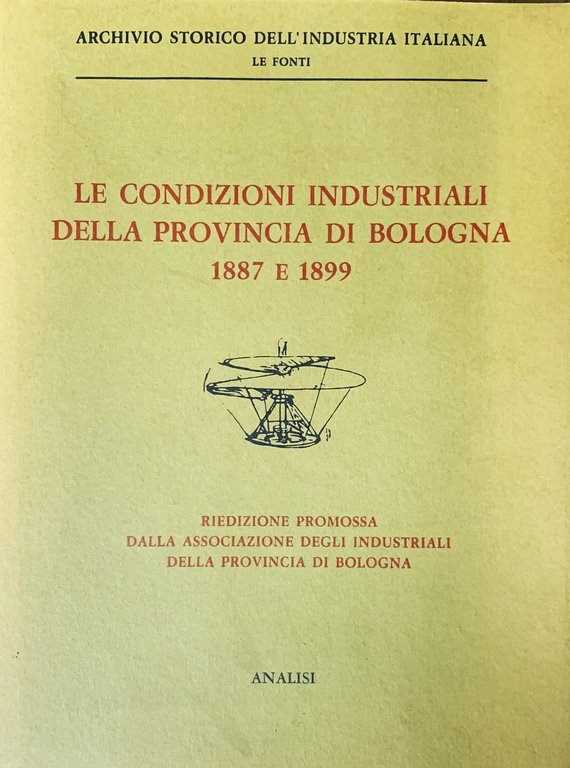 ARCHIVIO STORICO DELL'INDUSTRIA ITALIANA
LE FONTI
LE CONDIZIONI INDUSTRIALI
DELLA PROVINCIA DI BOLOGNA
1887 E 1899
RIEDIZIONE PROMOSSA
DALLA ASSOCIAZIONE DEGLI INDUSTRIALI
DELLA PROVINCIA DI BOLOGNA
ANALISI